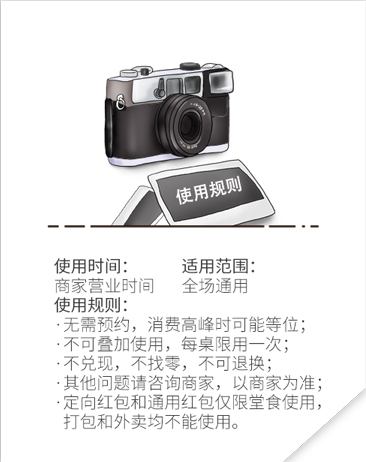 使用规则
使用时间： 适用范围：
商家营业时间 全场通用
使用规则：
·无需预约，消费高峰时可能等位；
·不可叠加使用，每桌限用一次；
·不兑现，不找零，不可退换；
·其他问题请咨询商家，以商家为准；
·定向红包和通用红包仅限堂食使用，
打包和外卖均不能使用。